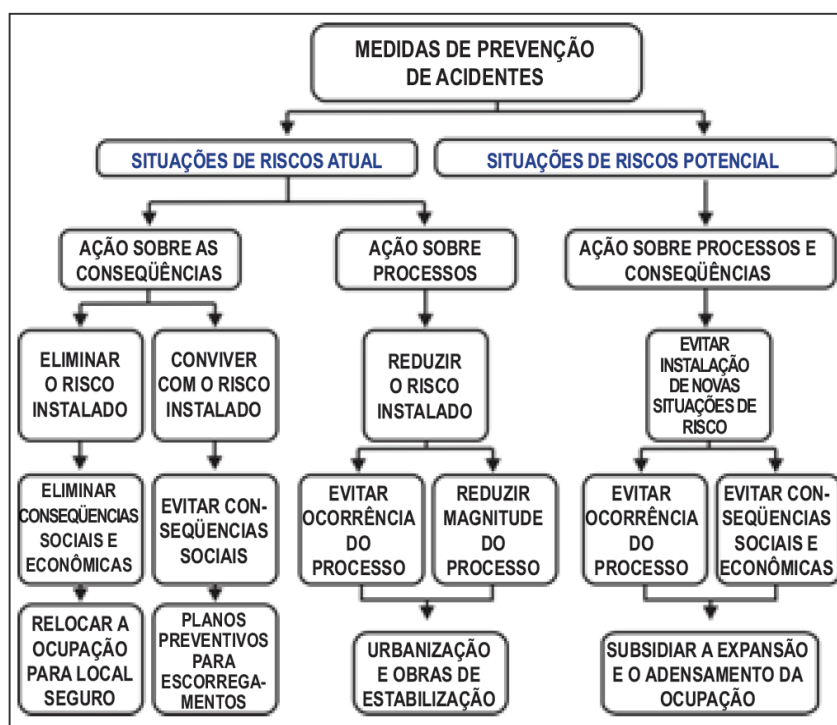 MEDIDAS DE PREVENÇÃO
DE ACIDENTES
SITUAÇÕES DE RISCOS ATUAL
SITUAÇÕES DE RISCOS POTENCIAL
AÇÃO SOBRE AS
CONSEQÜÊNCIAS
AÇÃO SOBRE
PROCESSOS
AÇÃO SOBRE PROCESSOS E
CONSEQÜÊNCIAS
ELIMINAR
O RISCO
INSTALADO
CONVIVER
COM O RISCO
INSTALADO
REDUZIR
O RISCO
INSTALADO
EVITAR
INSTALAÇÃO
DE NOVAS
SITUAÇÕES DE
RISCO
ELIMINAR
CONSEQÜENCIAS
SOCIAIS E
ECONÔMICAS
EVITAR CON-
SEQÜENCIAS
SOCIAIS
EVITAR
OCORRÊNCIA
DO
PROCESSO
REDUZIR
MAGNITUDE
DO
PROCESSO
EVITAR
OCORRÊNCIA
DO
PROCESSO
EVITAR CON-
SEQÜÊNCIAS
SOCIAIS E
ECONÔMICAS
RELOCAR A
OCUPAÇÃO
PARA LOCAL
SEGURO
PLANOS
PREVENTIVOS
PARA
ESCORREGA-
MENTOS
URBANIZAÇÃO
E OBRAS DE
ESTABILIZAÇÃO
SUBSIDIAR A EXPANSÃO
E O ADENSAMENTO DA
OCUPAÇÃO